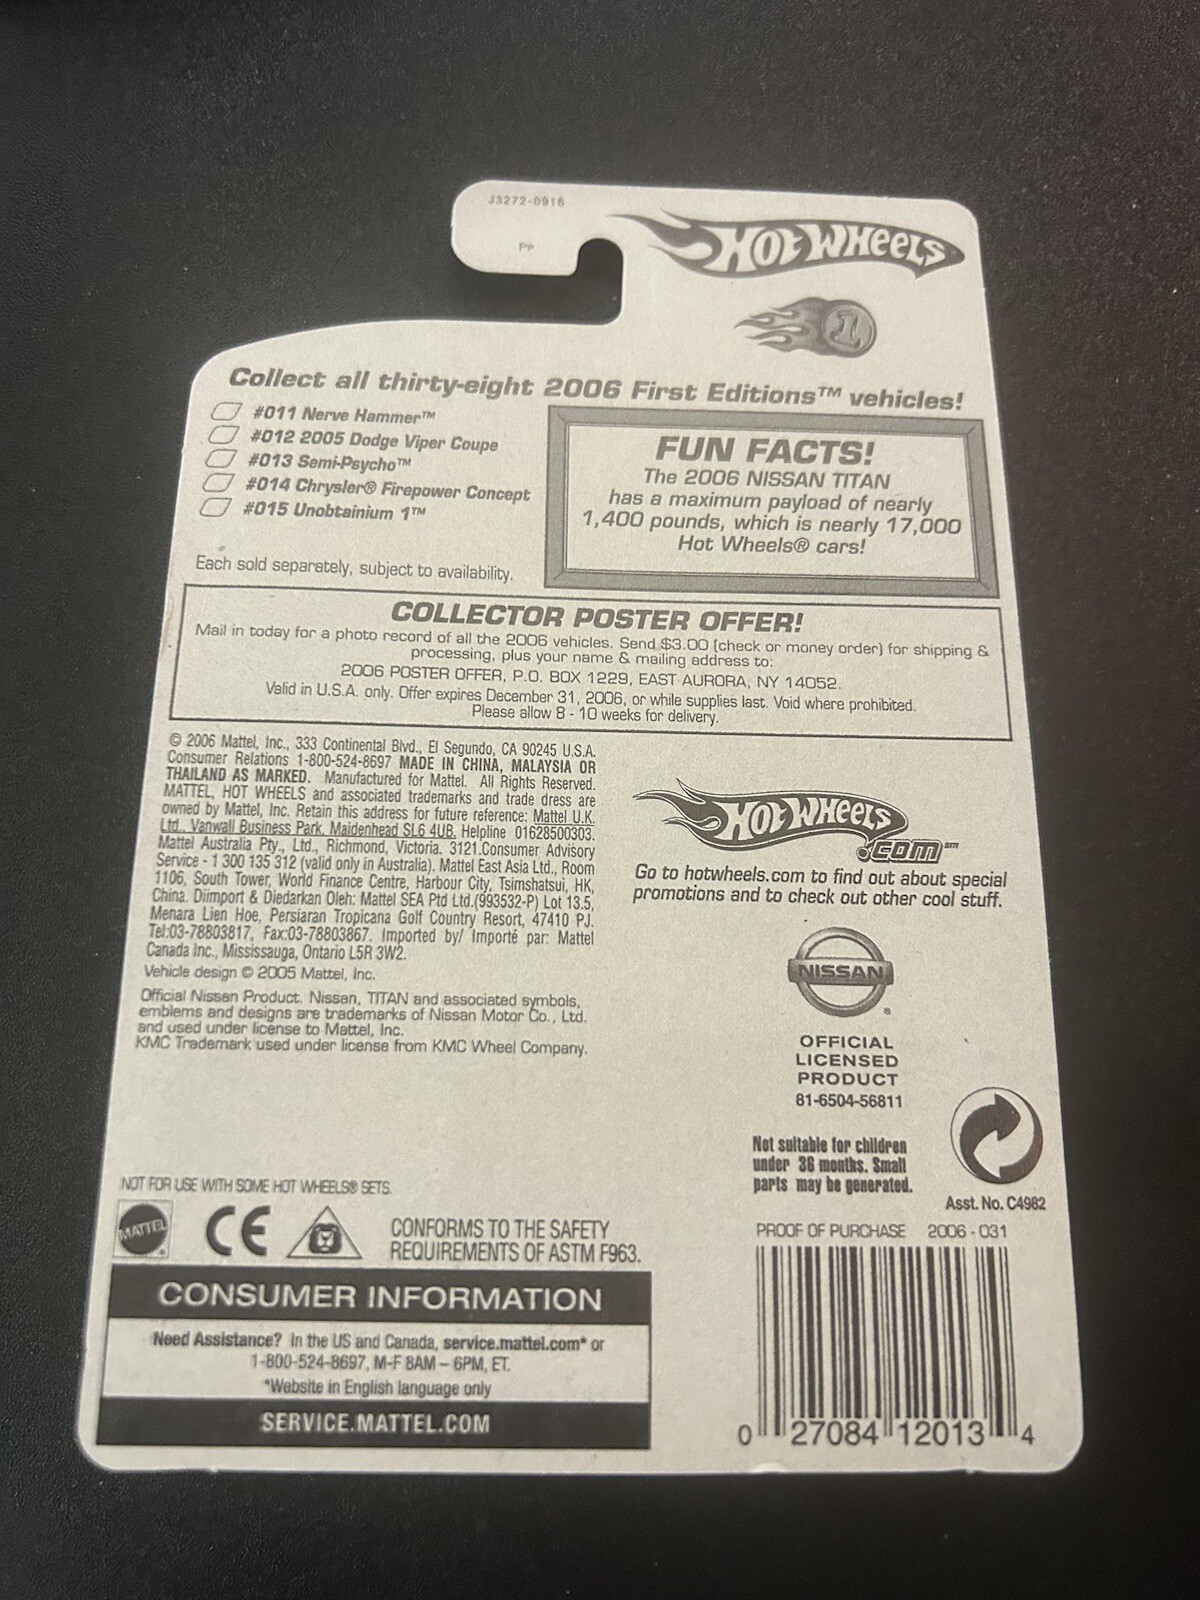 J3272-0916
PP
HOT WHEELS
1
Collect all thirty-eight 2006 First Editions™ vehicles!
#011 Nerve Hammer™
#012 2005 Dodge Viper Coupe
#013 Semi-Psycho™
#014 Chrysler® Firepower Concept
#015 Unobtainium 1™
Each sold separately, subject to availability.
FUN FACTS!
The 2006 NISSAN TITAN
has a maximum payload of nearly
1,400 pounds, which is nearly 17,000
Hot Wheels® cars!
COLLECTOR POSTER OFFER!
Mail in today for a photo record of all the 2006 vehicles. Send $3.00 (check or money order) for shipping &
processing, plus your name & mailing address to:
2006 POSTER OFFER, P.O. BOX 1229, EAST AURORA, NY 14052.
Valid in U.S.A. only. Offer expires December 31, 2006, or while supplies last. Void where prohibited.
Please allow 8 - 10 weeks for delivery.
© 2006 Mattel, Inc., 333 Continental Blvd., El Segundo, CA 90245 U.S.A.
Consumer Relations 1-800-524-8697 MADE IN CHINA, MALAYSIA OR
THAILAND AS MARKED. Manufactured for Mattel. All Rights Reserved.
MATTEL, HOT WHEELS and associated trademarks and trade dress are
owned by Mattel, Inc. Retain this address for future reference: Mattel U.K.
Ltd., Vanwall Business Park, Maidenhead SL6 4UB. Helpline 01628500303.
Mattel Australia Pty., Ltd., Richmond, Victoria. 3121.Consumer Advisory
Service - 1 300 135 312 (valid only in Australia). Mattel East Asia Ltd., Room
1106, South Tower, World Finance Centre, Harbour City, Tsimshatsui, HK,
China. Diimport & Diedarkan Oleh: Mattel SEA Ptd Ltd.(993532-P) Lot 13.5,
Menara Lien Hoe, Persiaran Tropicana Golf Country Resort, 47410 PJ.
Tel:03-78803817, Fax:03-78803867. Imported by/ Importé par: Mattel
Canada Inc., Mississauga, Ontario L5R 3W2.
Vehicle design © 2005 Mattel, Inc.
Official Nissan Product. Nissan, TITAN and associated symbols,
emblems and designs are trademarks of Nissan Motor Co., Ltd.
and used under license to Mattel, Inc.
KMC Trademark used under license from KMC Wheel Company.
HOT WHEELS
.com℠
Go to hotwheels.com to find out about special
promotions and to check out other cool stuff.
NISSAN
®
OFFICIAL
LICENSED
PRODUCT
81-6504-56811
Not suitable for children
under 36 months. Small
parts may be generated.
Asst. No. C4982
NOT FOR USE WITH SOME HOT WHEELS® SETS.
MATTEL ®
CE
CONFORMS TO THE SAFETY
REQUIREMENTS OF ASTM F963.
CONSUMER INFORMATION
Need Assistance? In the US and Canada, service.mattel.com* or
1-800-524-8697, M-F 8AM – 6PM, ET.
*Website in English language only
SERVICE.MATTEL.COM
PROOF OF PURCHASE 2006 - 031
0 27084 12013 4